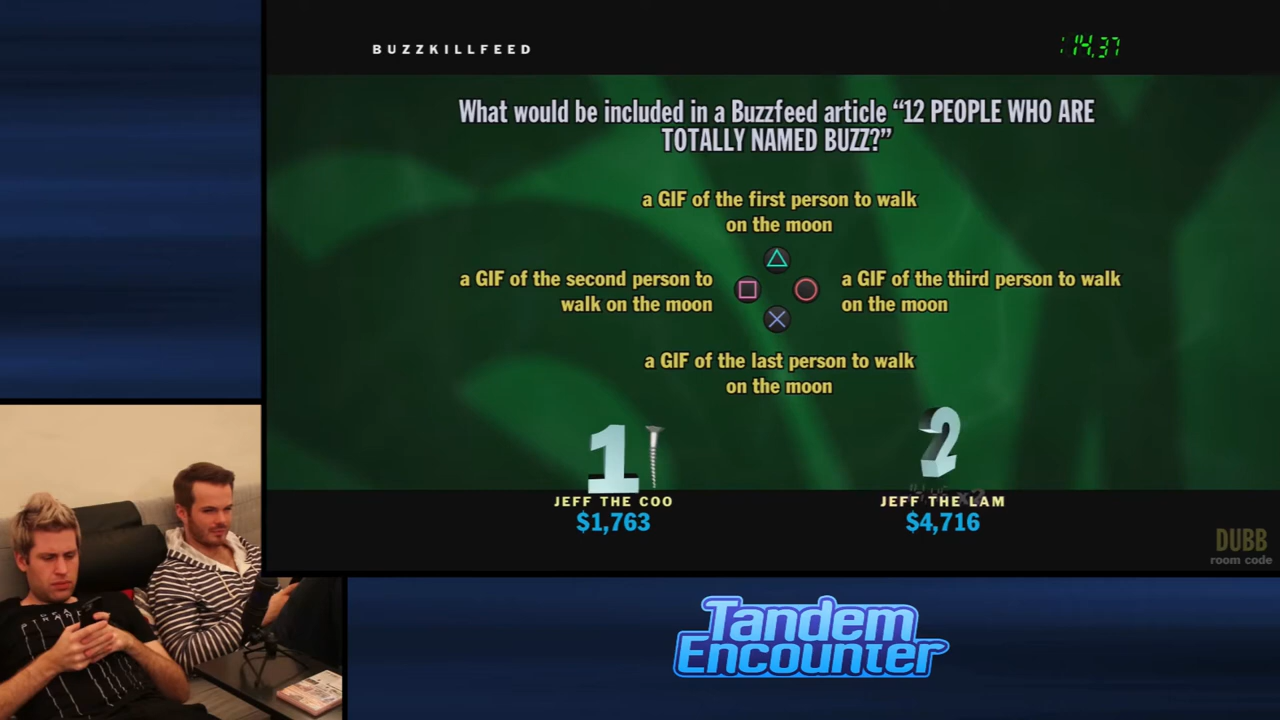 BUZZKILLFEED
:14.37
What would be included in a Buzzfeed article “12 PEOPLE WHO ARE
TOTALLY NAMED BUZZ?”
a GIF of the first person to walk
on the moon
a GIF of the second person to
walk on the moon
a GIF of the third person to walk
on the moon
a GIF of the last person to walk
on the moon
1
2
JEFF THE COO
$1,763
JEFF THE LAM
$4,716
DUBB
room code
Tandem
Encounter